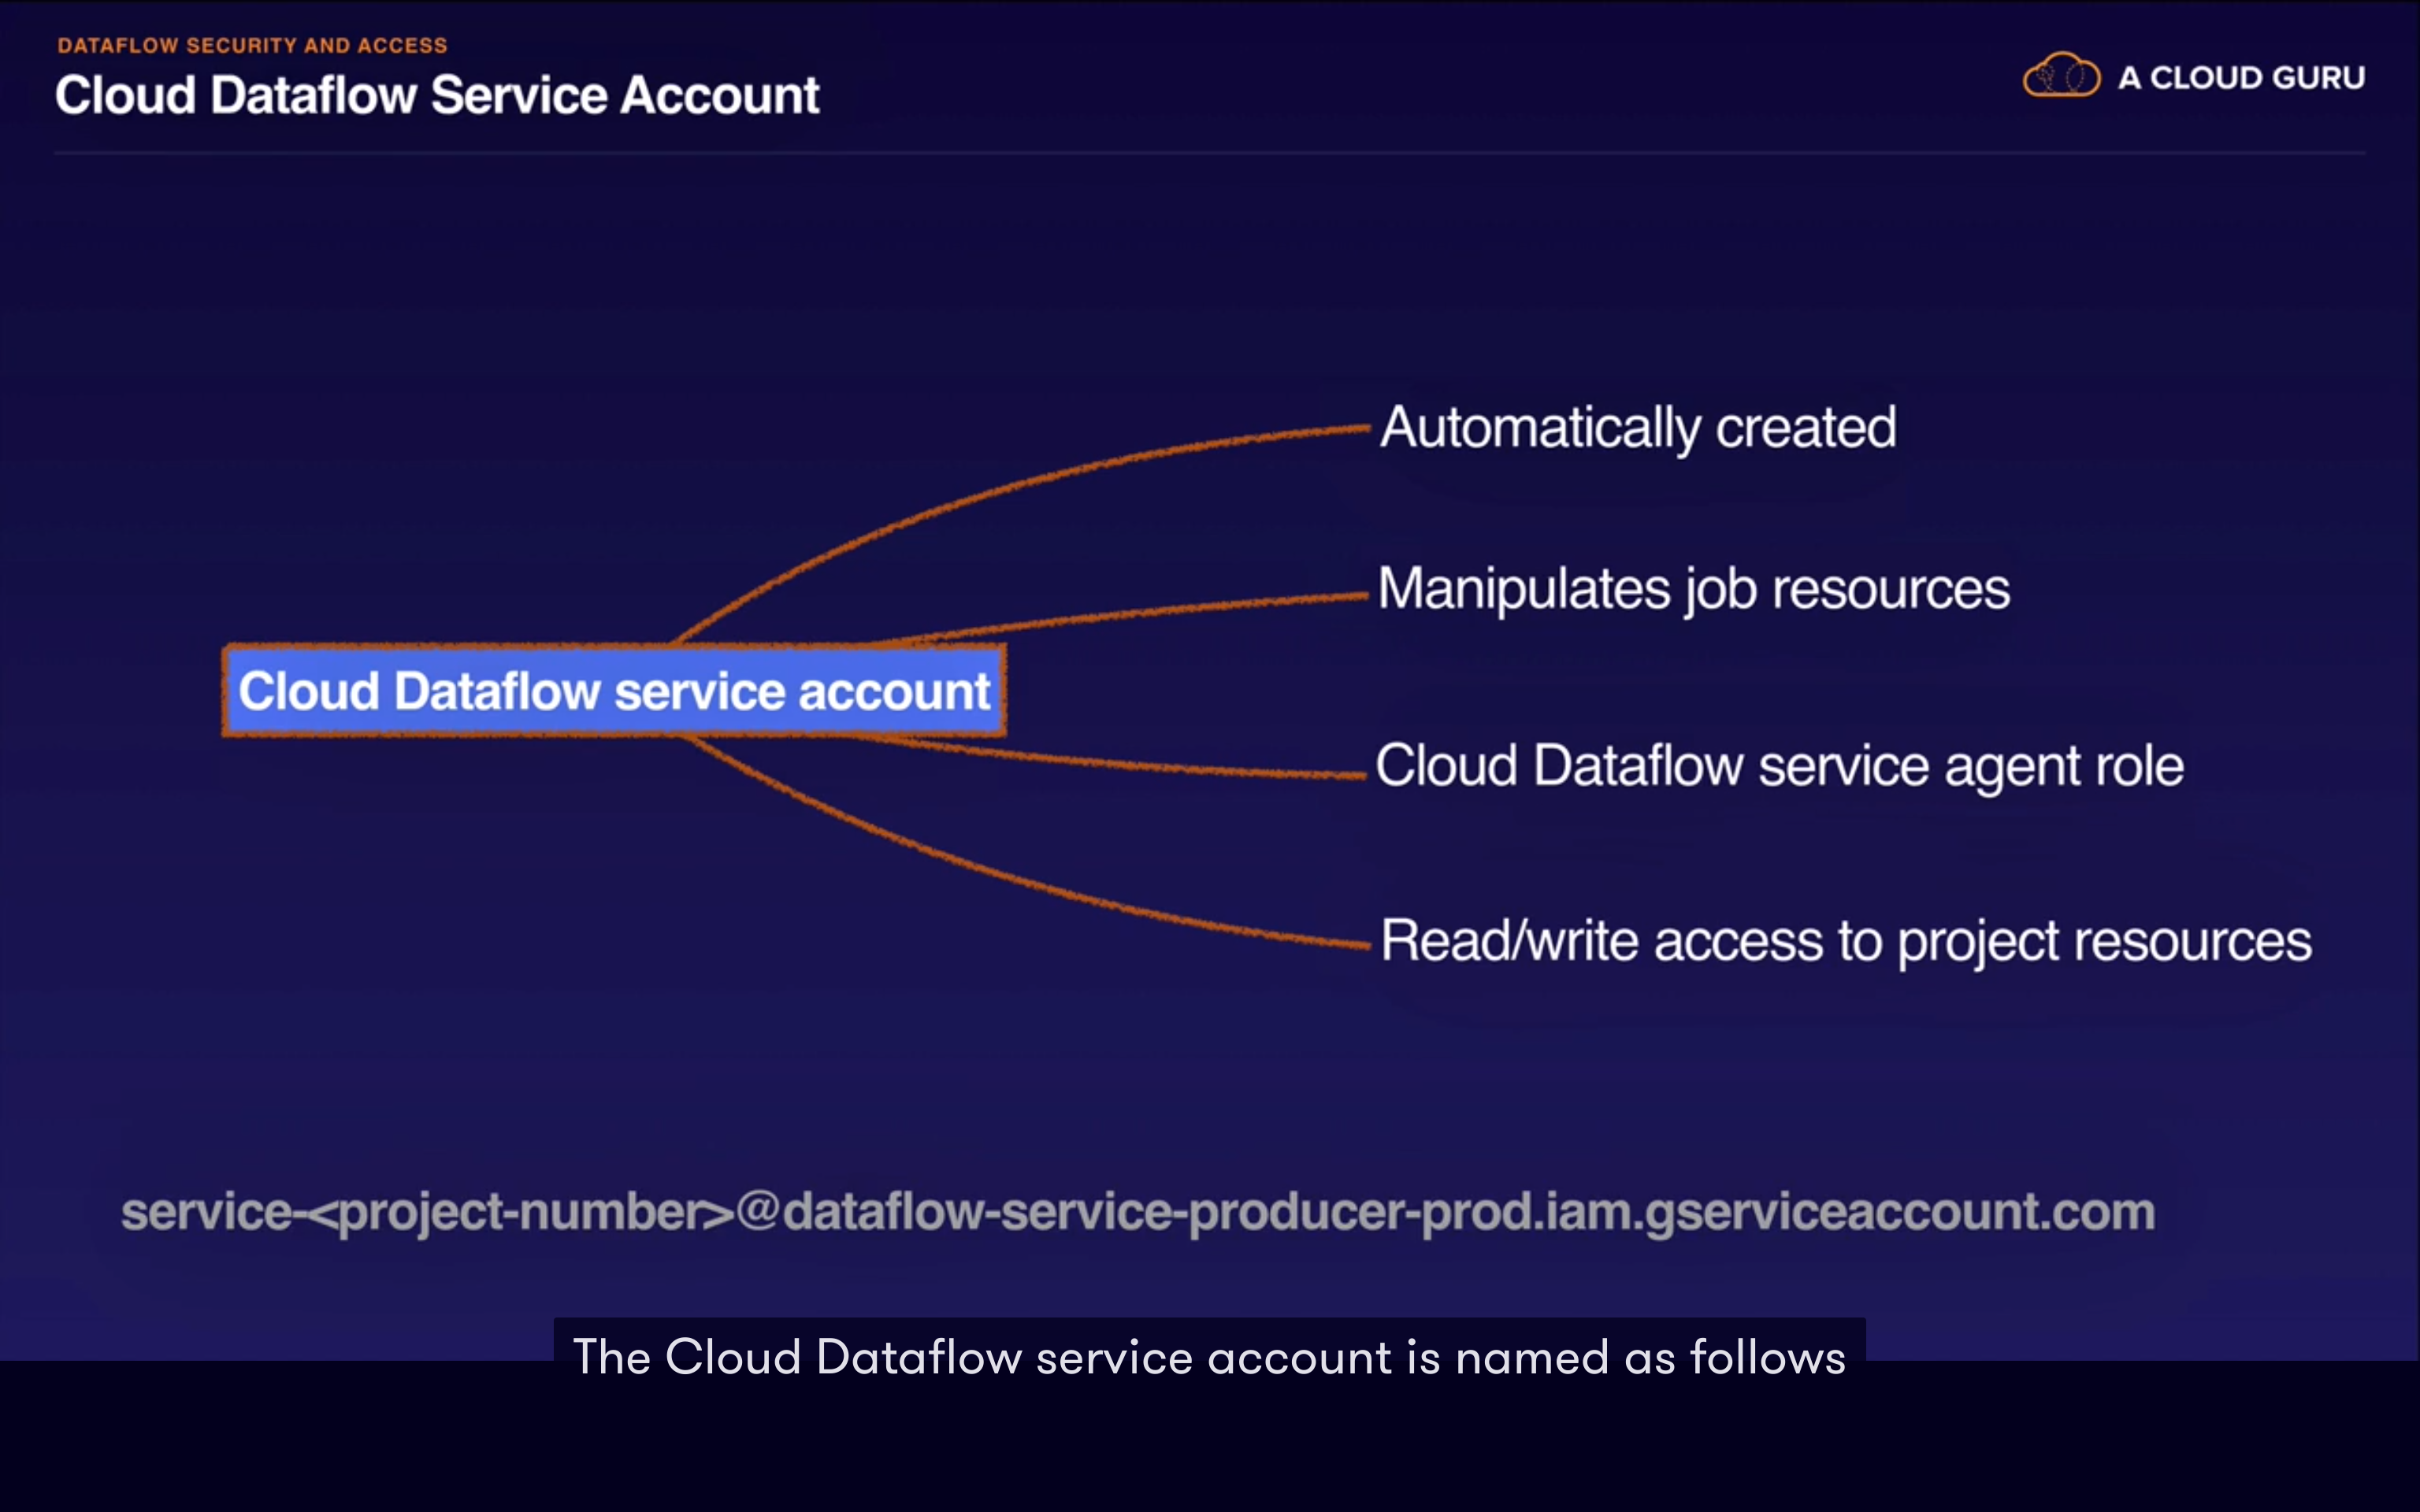 DATAFLOW SECURITY AND ACCESS
Cloud Dataflow Service Account
A CLOUD GURU
Automatically created
Manipulates job resources
Cloud Dataflow service account
Cloud Dataflow service agent role
Read/write access to project resources
service-<project-number>@dataflow-service-producer-prod.iam.gserviceaccount.com
The Cloud Dataflow service account is named as follows